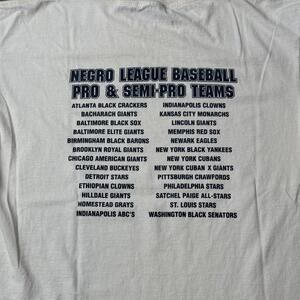 NEGRO LEAGUE BASEBALL
PRO & SEMI-PRO TEAMS
ATLANTA BLACK CRACKERS
BACHARACH GIANTS
BALTIMORE BLACK SOX
BALTIMORE ELITE GIANTS
BIRMINGHAM BLACK BARONS
BROOKLYN ROYAL GIANTS
CHICAGO AMERICAN GIANTS
CLEVELAND BUCKEYES
DETROIT STARS
ETHIOPIAN CLOWNS
HILLDALE GIANTS
HOMESTEAD GRAYS
INDIANAPOLIS ABC'S
INDIANAPOLIS CLOWNS
KANSAS CITY MONARCHS
LINCOLN GIANTS
MEMPHIS RED SOX
NEWARK EAGLES
NEW YORK BLACK YANKEES
NEW YORK CUBANS
NEW YORK CUBAN X GIANTS
PITTSBURGH CRAWFORDS
PHILADELPHIA STARS
SATCHEL PAIGE ALL-STARS
ST. LOUIS STARS
WASHINGTON BLACK SENATORS